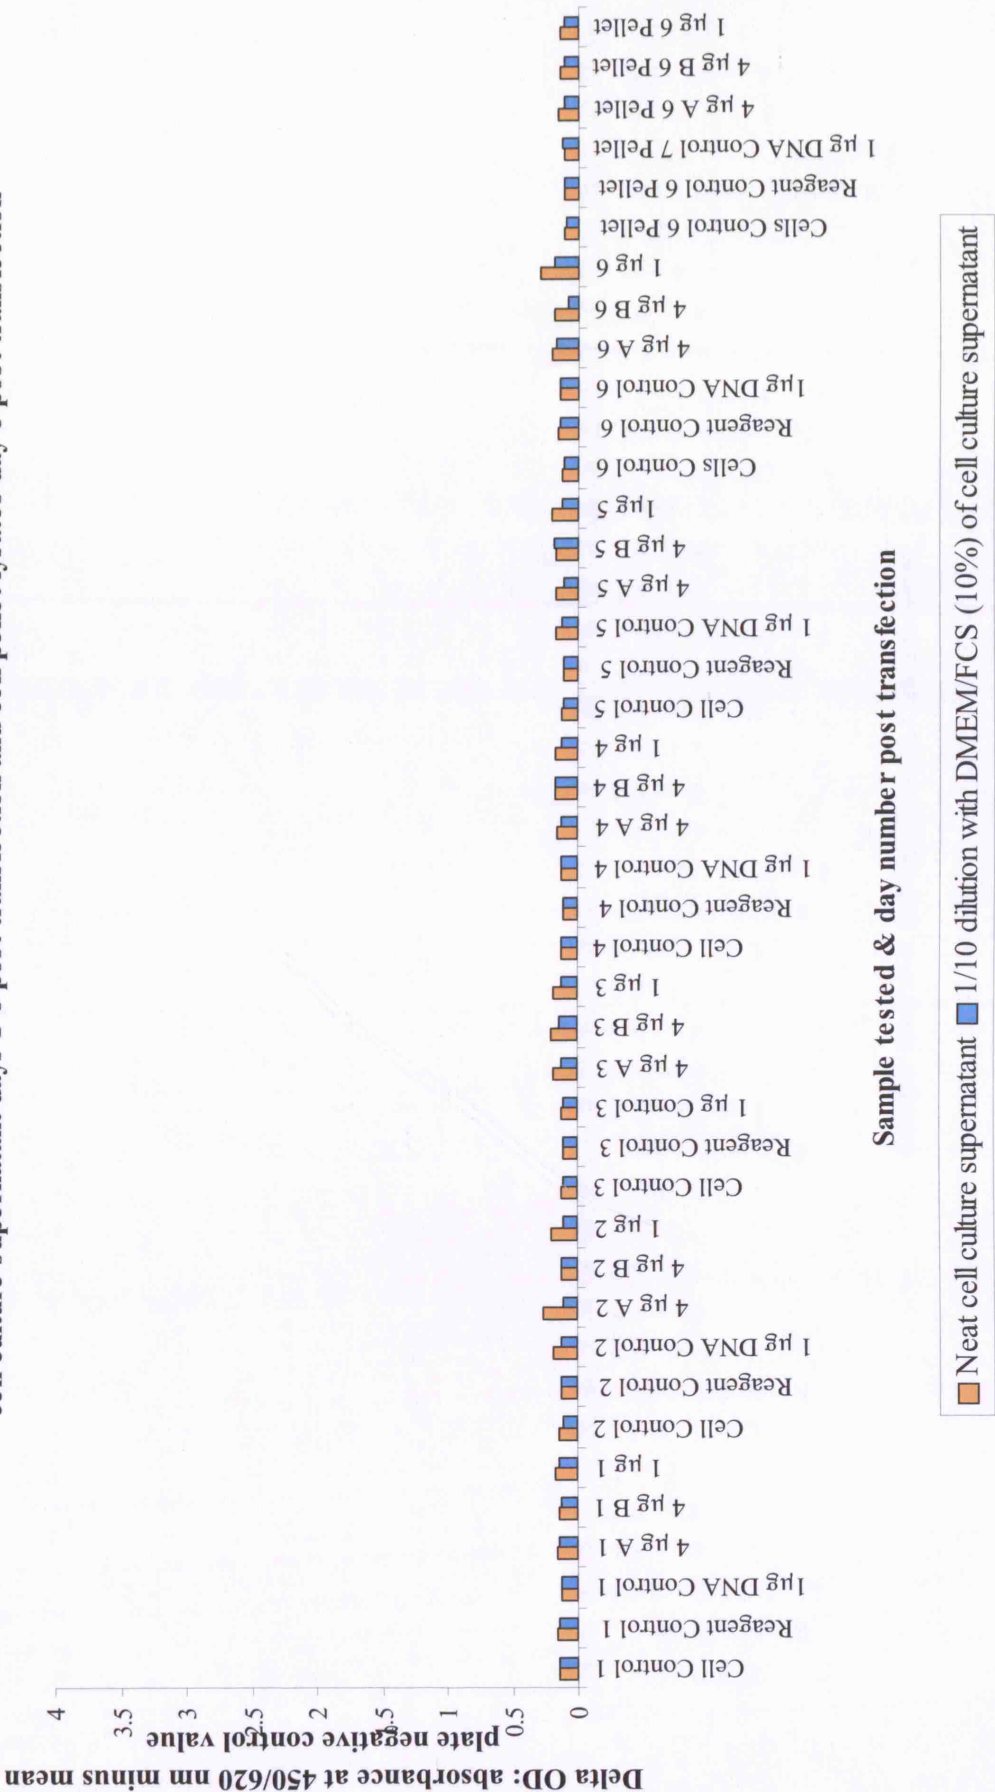 Delta OD: absorbance at 450/620 nm minus mean
plate negative control value
4
3.5
3
2.5
2
1.5
1
0.5
0
Cell Control 1
Reagent Control 1
1µg DNA Control 1
4 µg A 1
4 µg B 1
1 µg 1
Cell Control 2
Reagent Control 2
1 µg DNA Control 2
4 µg A 2
4 µg B 2
1 µg 2
Cell Control 3
Reagent Control 3
1 µg Control 3
4 µg A 3
4 µg B 3
1 µg 3
Cell Control 4
Reagent Control 4
1 µg DNA Control 4
4 µg A 4
4 µg B 4
1 µg 4
Cell Control 5
Reagent Control 5
1 µg DNA Control 5
4 µg A 5
4 µg B 5
1µg 5
Cells Control 6
Reagent Control 6
1µg DNA Control 6
4 µg A 6
4 µg B 6
1 µg 6
Cells Control 6 Pellet
Reagent Control 6 Pellet
1 µg DNA Control 7 Pellet
4 µg A 6 Pellet
4 µg B 6 Pellet
1 µg 6 Pellet
Sample tested & day number post transfection
Neat cell culture supernatant
1/10 dilution with DMEM/FCS (10%) of cell culture supernatant